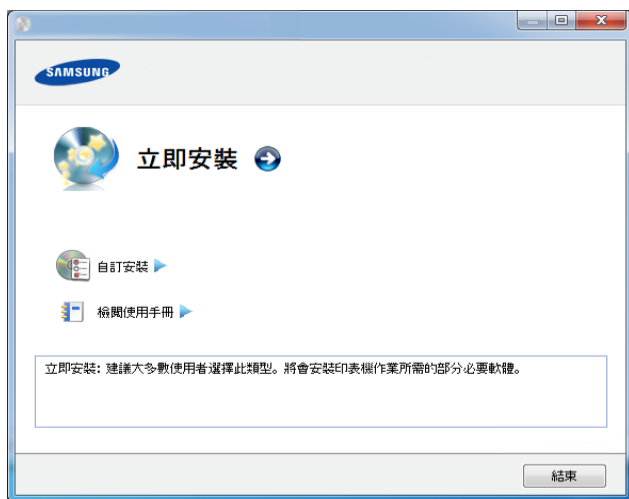 SAMSUNG
立即安裝
自訂安裝
檢閱使用手冊
立即安裝: 建議大多數使用者選擇此類型。將會安裝印表機作業所需的部分必要軟體。
結束